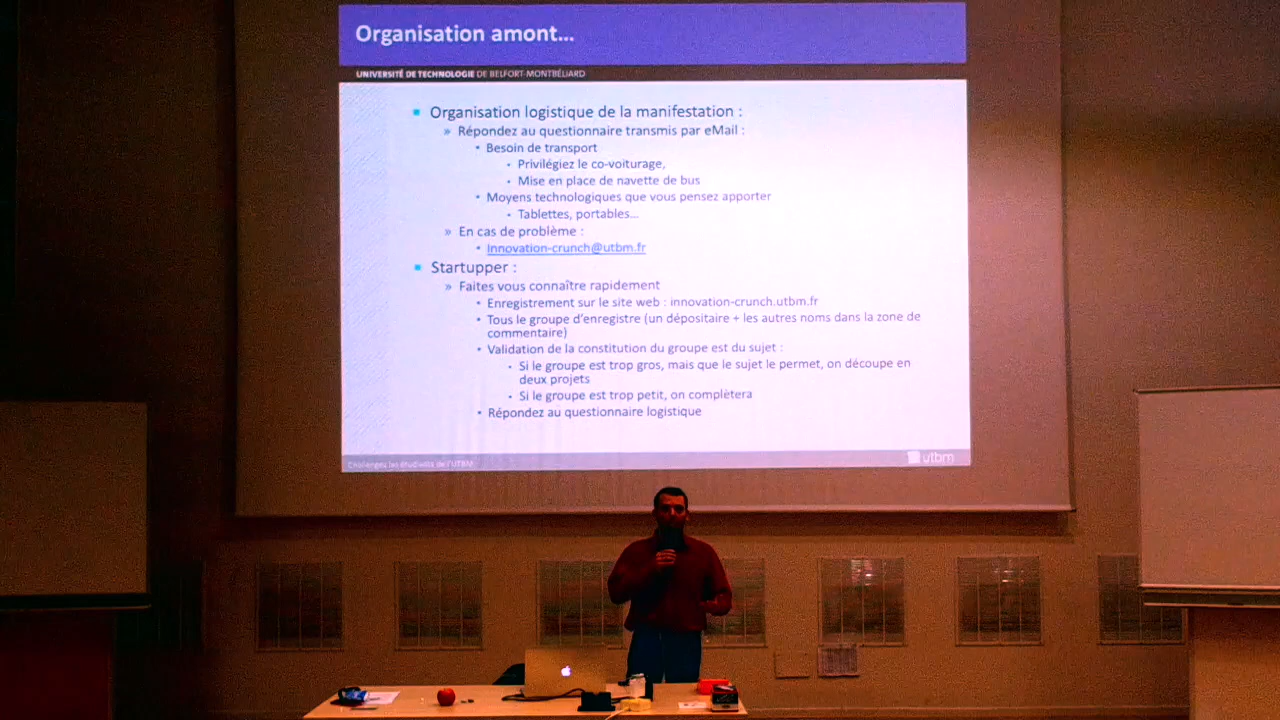 Organisation amont...
UNIVERSITÉ DE TECHNOLOGIE DE BELFORT-MONTBÉLIARD
Organisation logistique de la manifestation :
» Répondez au questionnaire transmis par eMail :
• Besoin de transport
• Privilégiez le co-voiturage,
• Mise en place de navette de bus
• Moyens technologiques que vous pensez apporter
• Tablettes, portables...
» En cas de problème :
• Innovation-crunch@utbm.fr
Startupper :
» Faites vous connaître rapidement
• Enregistrement sur le site web : innovation-crunch.utbm.fr
• Tous le groupe d'enregistre (un dépositaire + les autres noms dans la zone de
commentaire)
• Validation de la constitution du groupe est du sujet :
• Si le groupe est trop gros, mais que le sujet le permet, on découpe en
deux projets
• Si le groupe est trop petit, on complètera
• Répondez au questionnaire logistique
Challengez les étudiants de l'UTBM
utbm